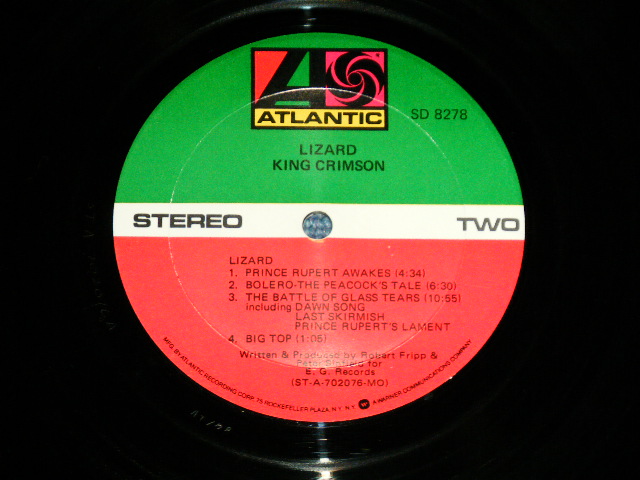 ATLANTIC
SD 8278
LIZARD
KING CRIMSON
STEREO
TWO
LIZARD
1. PRINCE RUPERT AWAKES (4:34)
2. BOLERO-THE PEACOCK'S TALE (6:30)
3. THE BATTLE OF GLASS TEARS (10:55)
including DAWN SONG
LAST SKIRMISH
PRINCE RUPERT'S LAMENT
4. BIG TOP (1:05)
Written & Produced by Robert Fripp &
Peter Sinfield for
E. G. Records
(ST-A-702076-MO)
MFG. BY ATLANTIC RECORDING CORP. 75 ROCKEFELLER PLAZA, N.Y. N.Y. A WARNER COMMUNICATIONS COMPANY